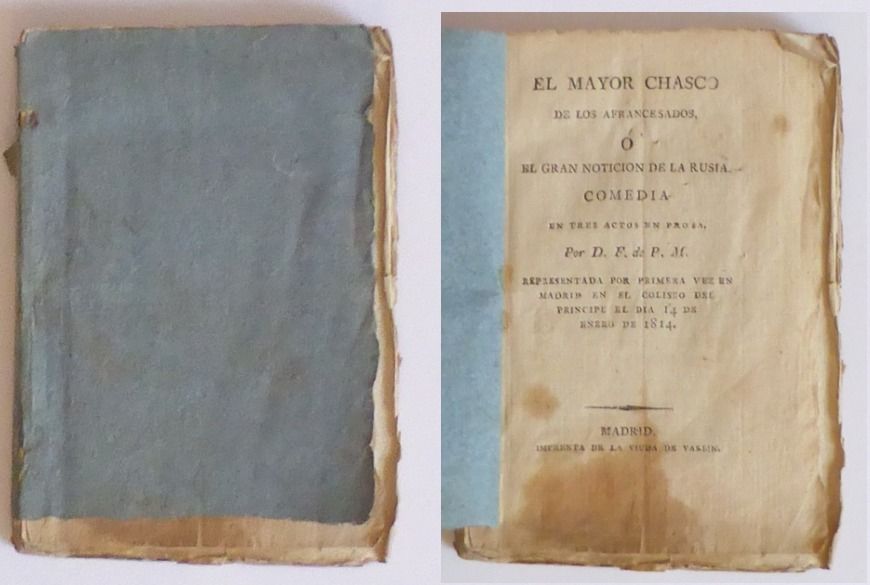 EL MAYOR CHASCO
DE LOS AFRANCESADOS,
Ó
EL GRAN NOTICION DE LA RUSIA.
COMEDIA
EN TRES ACTOS EN PROSA.
Por D. F. de P. M.
REPRESENTADA POR PRIMERA VEZ EN
MADRID EN EL COLISEO DEL
PRINCIPE EL DIA 14 DE
ENERO DE 1814.
MADRID.
IMPRENTA DE LA VIUDA DE VALLIN.